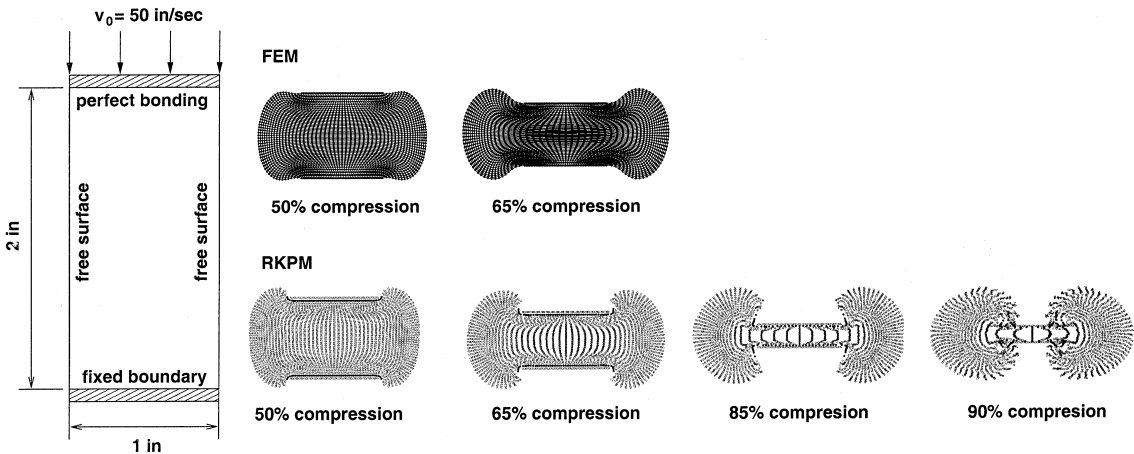 v0= 50 in/sec
perfect bonding
2 in
free surface
free surface
fixed boundary
1 in
FEM
50% compression
65% compression
RKPM
50% compression
65% compression
85% compresion
90% compresion